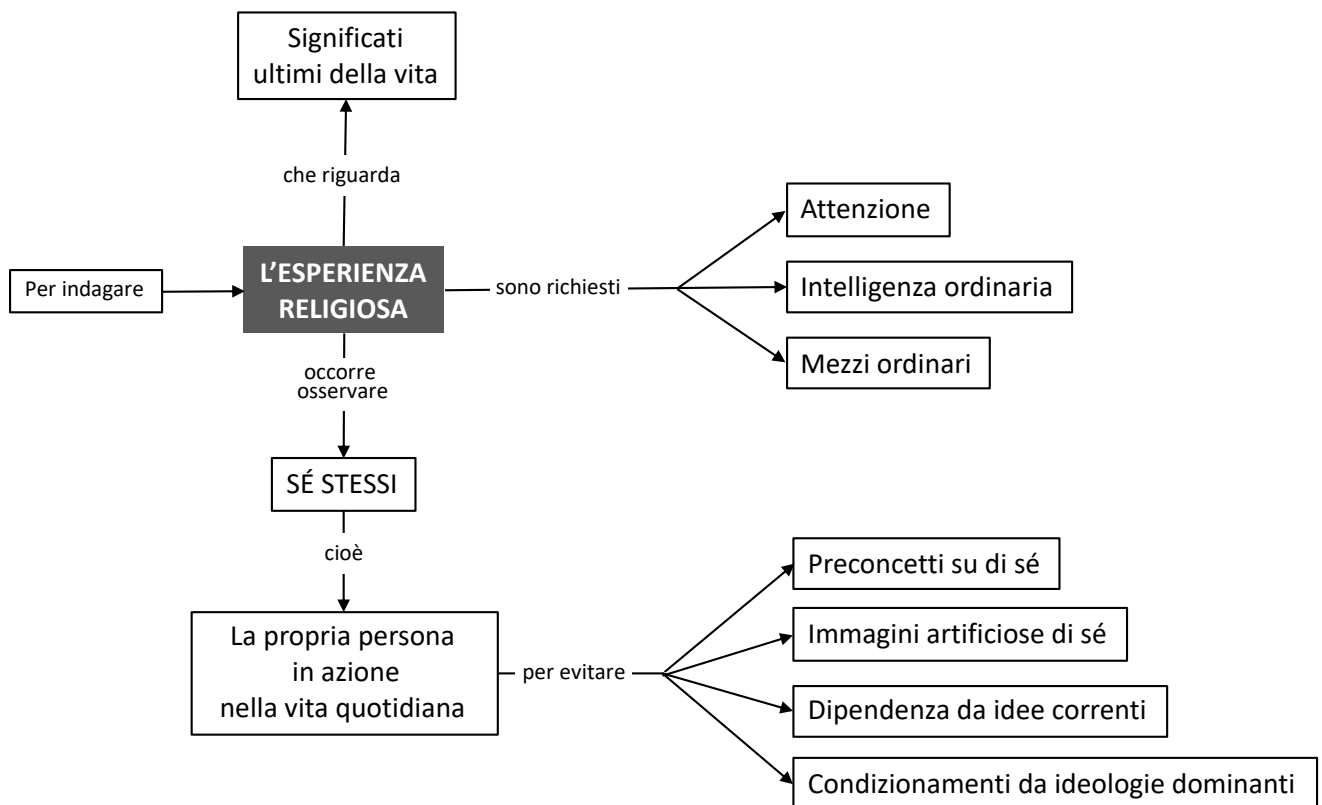 Significati
ultimi della vita
che riguarda
Attenzione
Per indagare
L’ESPERIENZA
RELIGIOSA
sono richiesti
Intelligenza ordinaria
Mezzi ordinari
occorre
osservare
SÉ STESSI
cioè
La propria persona
in azione
nella vita quotidiana
per evitare
Preconcetti su di sé
Immagini artificiose di sé
Dipendenza da idee correnti
Condizionamenti da ideologie dominanti